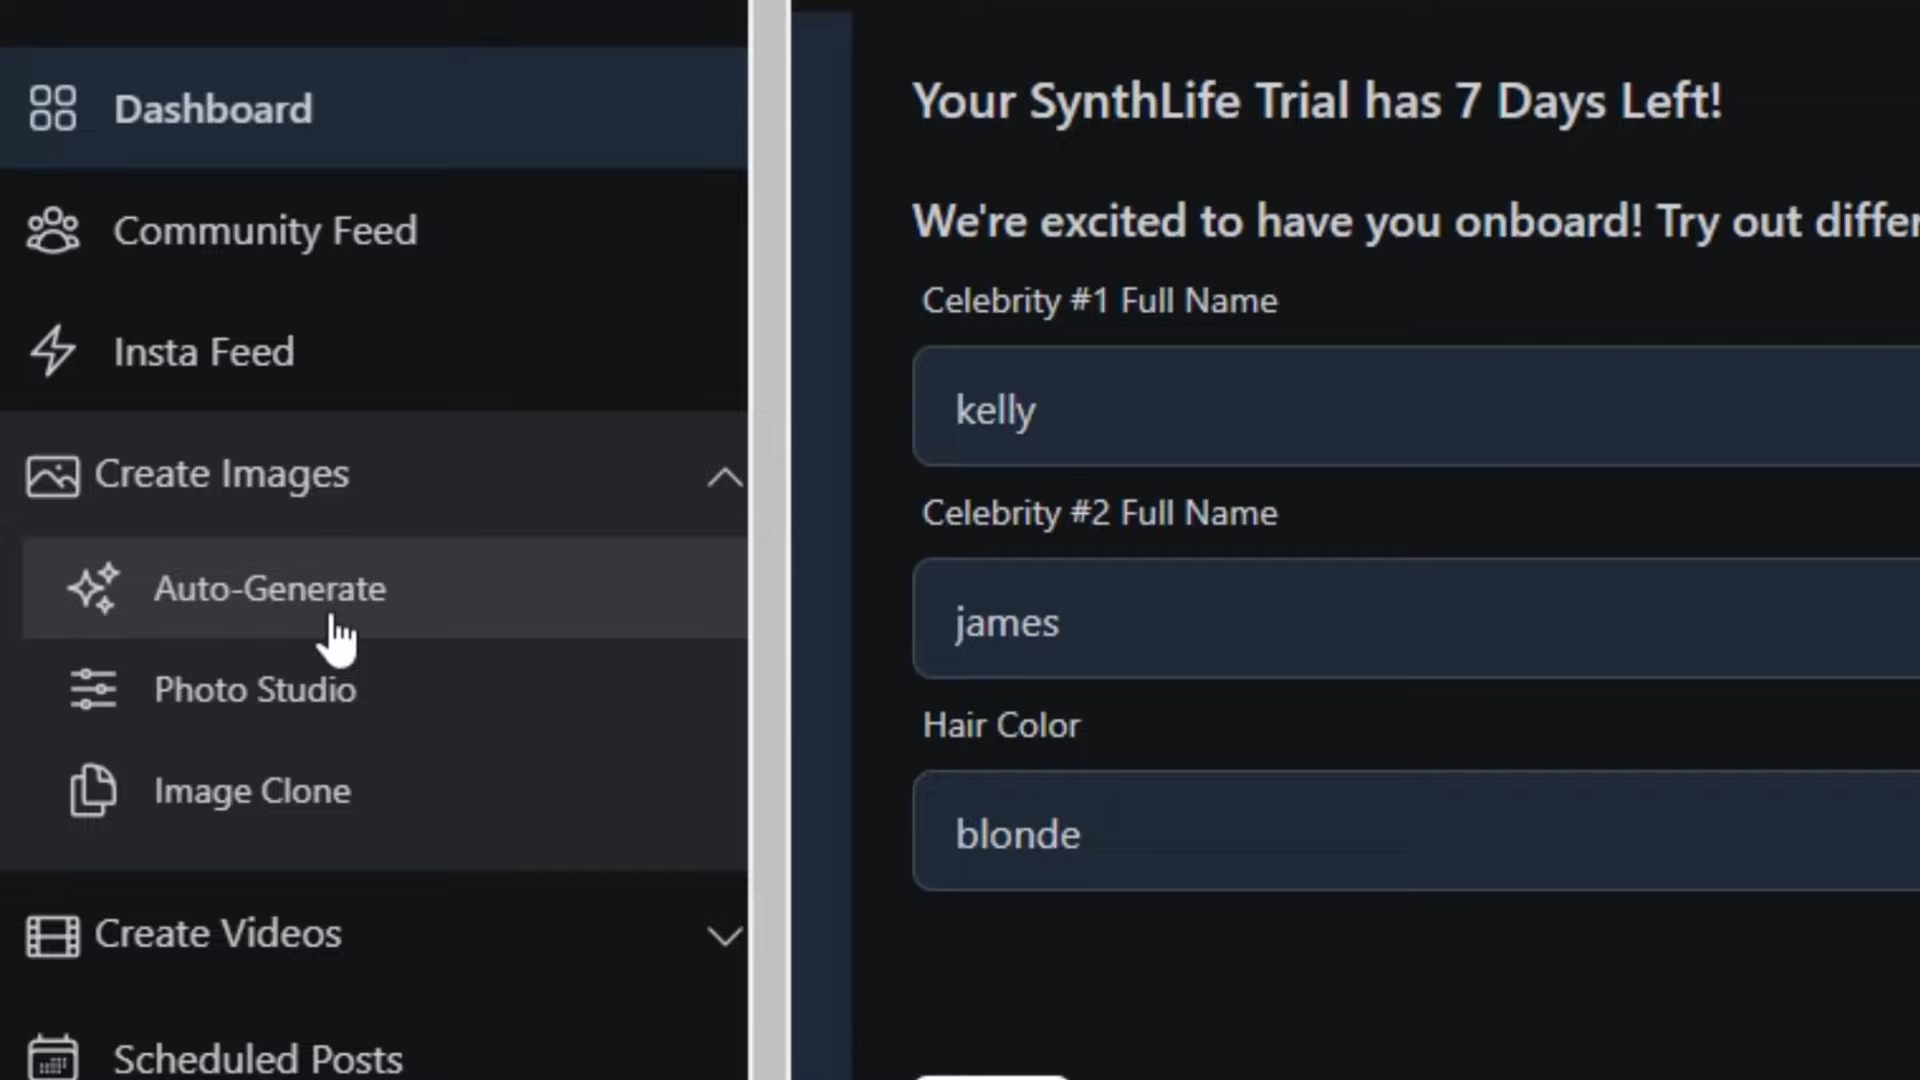 Dashboard
Community Feed
Insta Feed
Create Images
Auto-Generate
Photo Studio
Image Clone
Create Videos
Scheduled Posts
Your SynthLife Trial has 7 Days Left!
We're excited to have you onboard! Try out differ
Celebrity #1 Full Name
kelly
Celebrity #2 Full Name
james
Hair Color
blonde